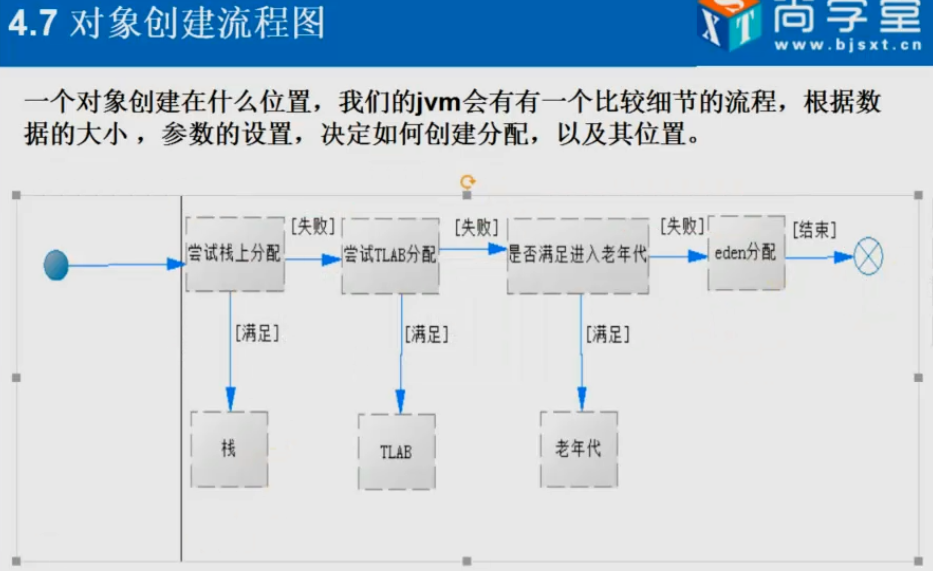 4.7 对象创建流程图
尚学堂
www.bjsxt.cn
SXT
一个对象创建在什么位置，我们的jvm会有有一个比较细节的流程，根据数
据的大小，参数的设置，决定如何创建分配，以及其位置。
尝试栈上分配
[失败]
尝试TLAB分配
[失败]
是否满足进入老年代
[失败]
eden分配
[结束]
[满足]
[满足]
[满足]
栈
TLAB
老年代